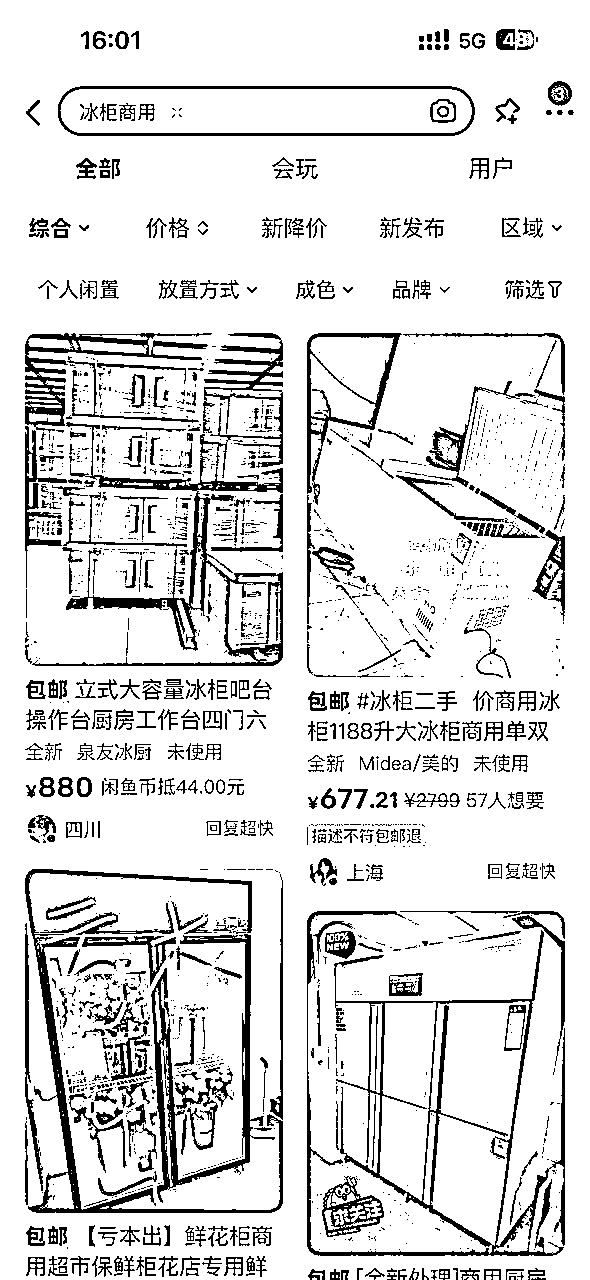 16:01
5G
冰柜商用
3
全部 会玩 用户
综合 价格 新降价 新发布 区域
个人闲置 放置方式 成色 品牌 筛选
包邮 立式大容量冰柜吧台
操作台厨房工作台四门六
全新 泉友冰厨 未使用
¥880 闲鱼币抵44.00元
四川 回复超快
包邮 #冰柜二手 价商用冰
柜1188升大冰柜商用单双
全新 Midea/美的 未使用
¥677.21 ¥2799 57人想要
描述不符包邮退
上海 回复超快
100%
NEW
求关注
包邮 【亏本出】鲜花柜商
用超市保鲜柜花店专用鲜
包邮 [全新处理]商用厨房